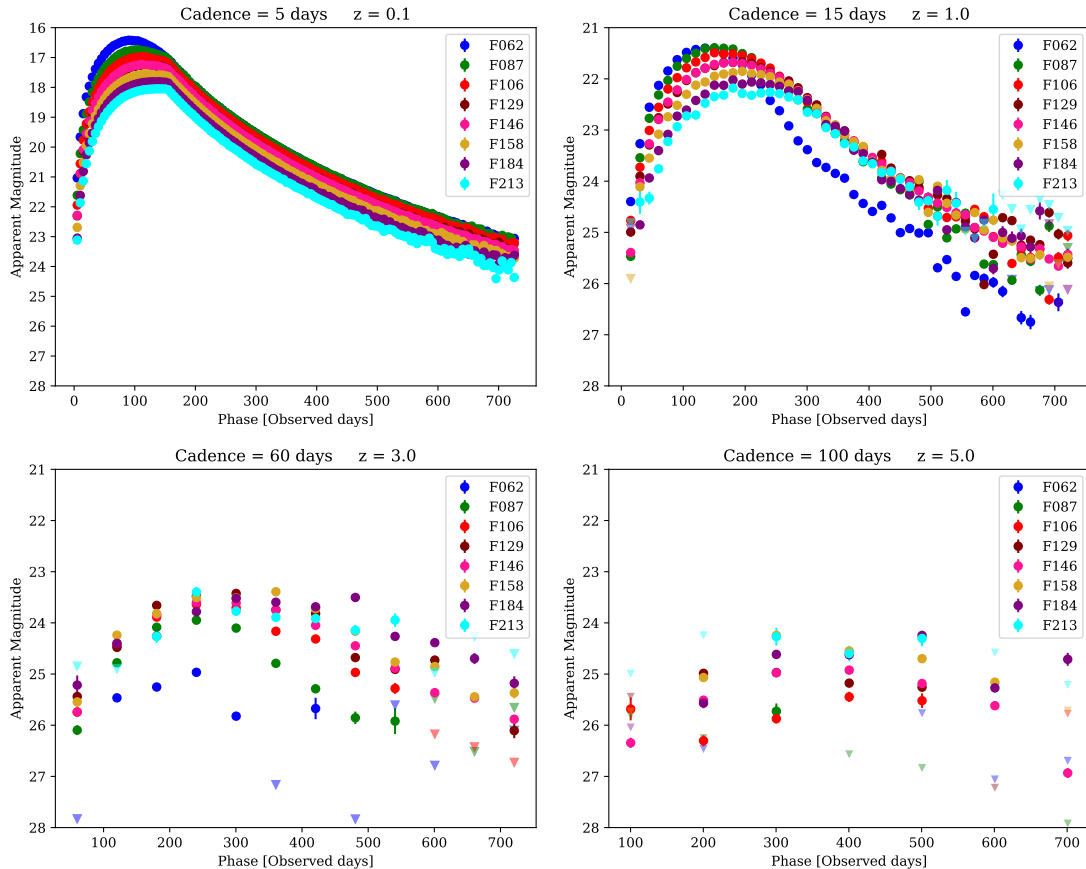 Cadence = 5 days z = 0.1
16
17
18
19
20
21
22
23
24
25
26
27
28
Apparent Magnitude
F062
F087
F106
F129
F146
F158
F184
F213
0 100 200 300 400 500 600 700
Phase [Observed days]
Cadence = 15 days z = 1.0
21
22
23
24
25
26
27
28
Apparent Magnitude
F062
F087
F106
F129
F146
F158
F184
F213
0 100 200 300 400 500 600 700
Phase [Observed days]
Cadence = 60 days z = 3.0
21
22
23
24
25
26
27
28
Apparent Magnitude
F062
F087
F106
F129
F146
F158
F184
F213
100 200 300 400 500 600 700
Phase [Observed days]
Cadence = 100 days z = 5.0
21
22
23
24
25
26
27
28
Apparent Magnitude
F062
F087
F106
F129
F146
F158
F184
F213
100 200 300 400 500 600 700
Phase [Observed days]